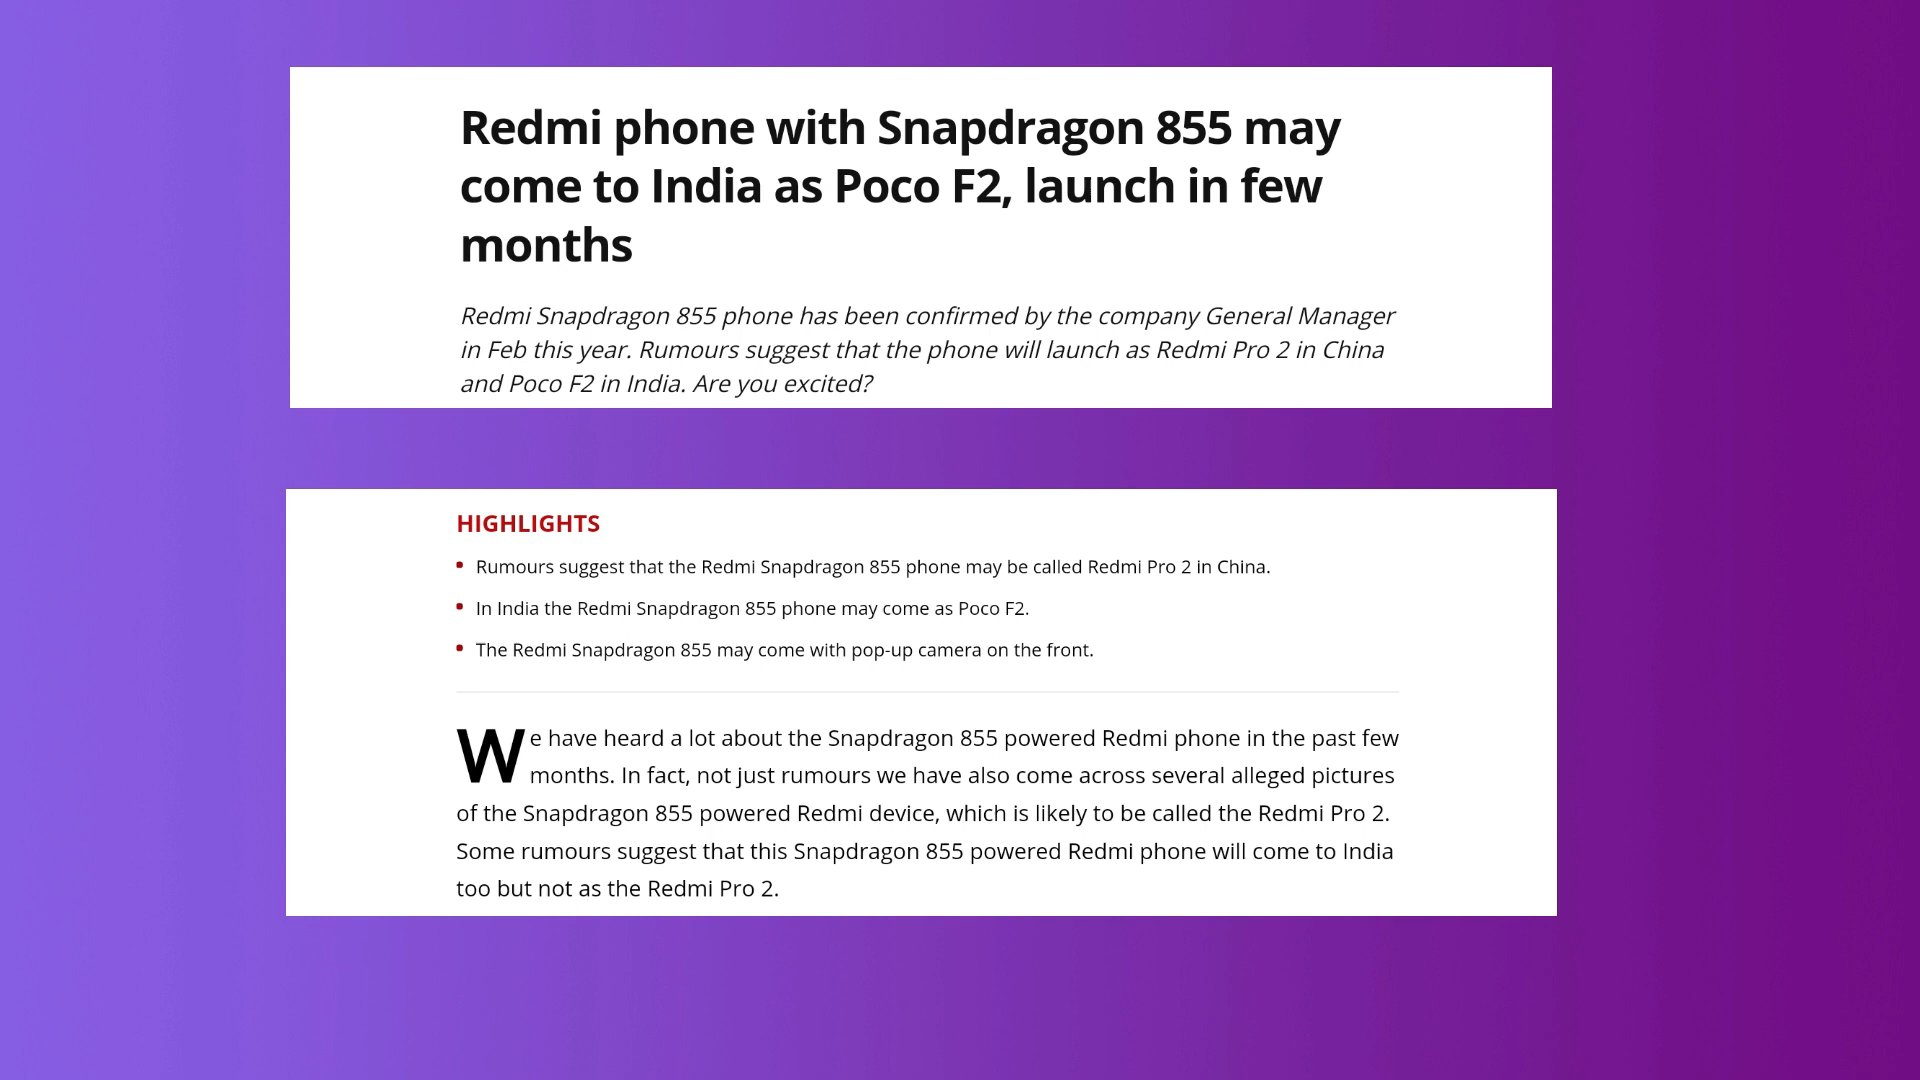 Redmi phone with Snapdragon 855 may
come to India as Poco F2, launch in few
months
Redmi Snapdragon 855 phone has been confirmed by the company General Manager
in Feb this year. Rumours suggest that the phone will launch as Redmi Pro 2 in China
and Poco F2 in India. Are you excited?
HIGHLIGHTS
Rumours suggest that the Redmi Snapdragon 855 phone may be called Redmi Pro 2 in China.
In India the Redmi Snapdragon 855 phone may come as Poco F2.
The Redmi Snapdragon 855 may come with pop-up camera on the front.
We have heard a lot about the Snapdragon 855 powered Redmi phone in the past few
months. In fact, not just rumours we have also come across several alleged pictures
of the Snapdragon 855 powered Redmi device, which is likely to be called the Redmi Pro 2.
Some rumours suggest that this Snapdragon 855 powered Redmi phone will come to India
too but not as the Redmi Pro 2.